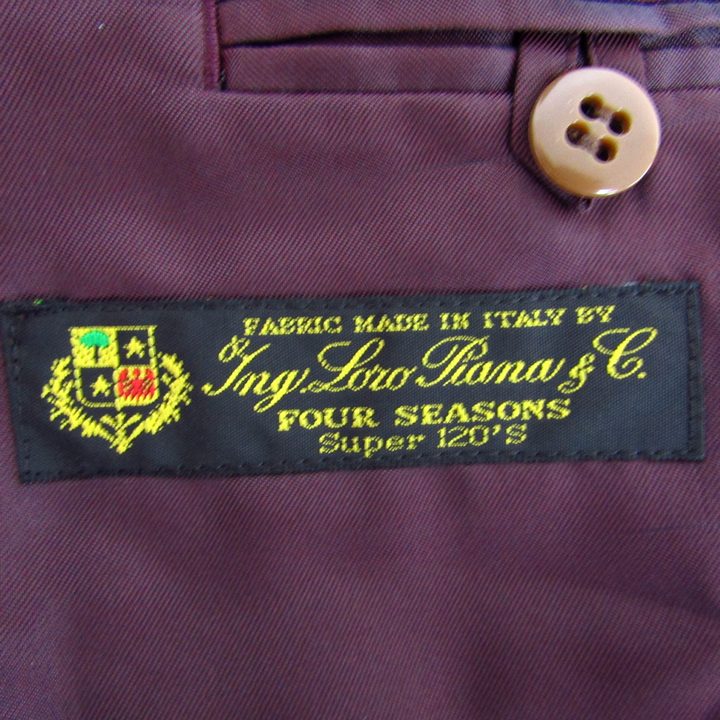 FABRIC MADE IN ITALY BY
Ing. Loro Piana & C.
FOUR SEASONS
Super 120'S